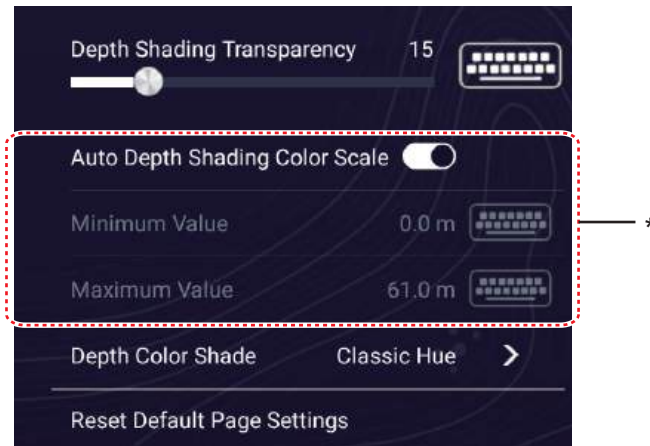 Depth Shading Transparency 15
Auto Depth Shading Color Scale
Minimum Value 0.0 m
*
Maximum Value 61.0 m
Depth Color Shade Classic Hue >
Reset Default Page Settings